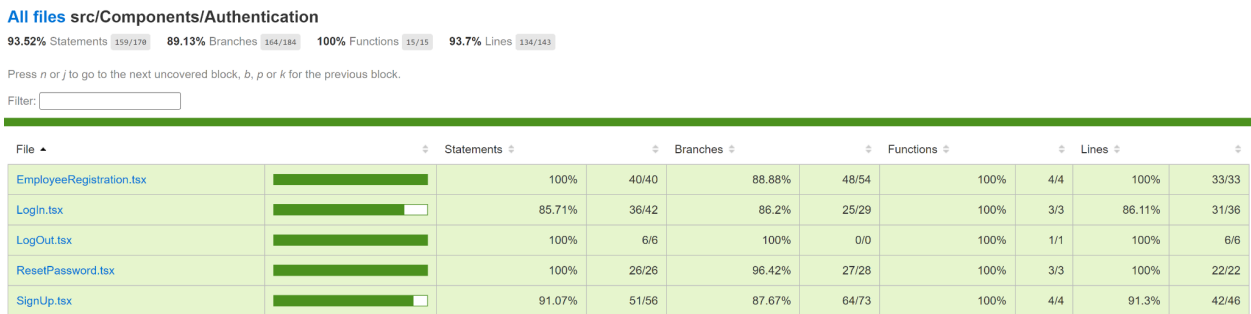 All files src/Components/Authentication
93.52% Statements 159/170 89.13% Branches 164/184 100% Functions 15/15 93.7% Lines 134/143
Press n or j to go to the next uncovered block, b, p or k for the previous block.
Filter:
File Statements Branches Functions Lines
EmployeeRegistration.tsx 100% 40/40 88.88% 48/54 100% 4/4 100% 33/33
LogIn.tsx 85.71% 36/42 86.2% 25/29 100% 3/3 86.11% 31/36
LogOut.tsx 100% 6/6 100% 0/0 100% 1/1 100% 6/6
ResetPassword.tsx 100% 26/26 96.42% 27/28 100% 3/3 100% 22/22
SignUp.tsx 91.07% 51/56 87.67% 64/73 100% 4/4 91.3% 42/46